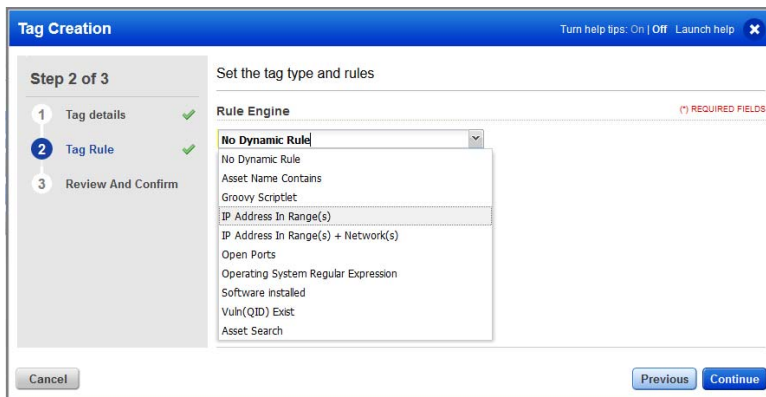 Tag Creation
Turn help tips: On | Off Launch help
Step 2 of 3
1 Tag details
2 Tag Rule
3 Review And Confirm
Set the tag type and rules
Rule Engine
(*) REQUIRED FIELDS
No Dynamic Rule
No Dynamic Rule
Asset Name Contains
Groovy Scriptlet
IP Address In Range(s)
IP Address In Range(s) + Network(s)
Open Ports
Operating System Regular Expression
Software installed
Vuln(QID) Exist
Asset Search
Cancel
Previous
Continue